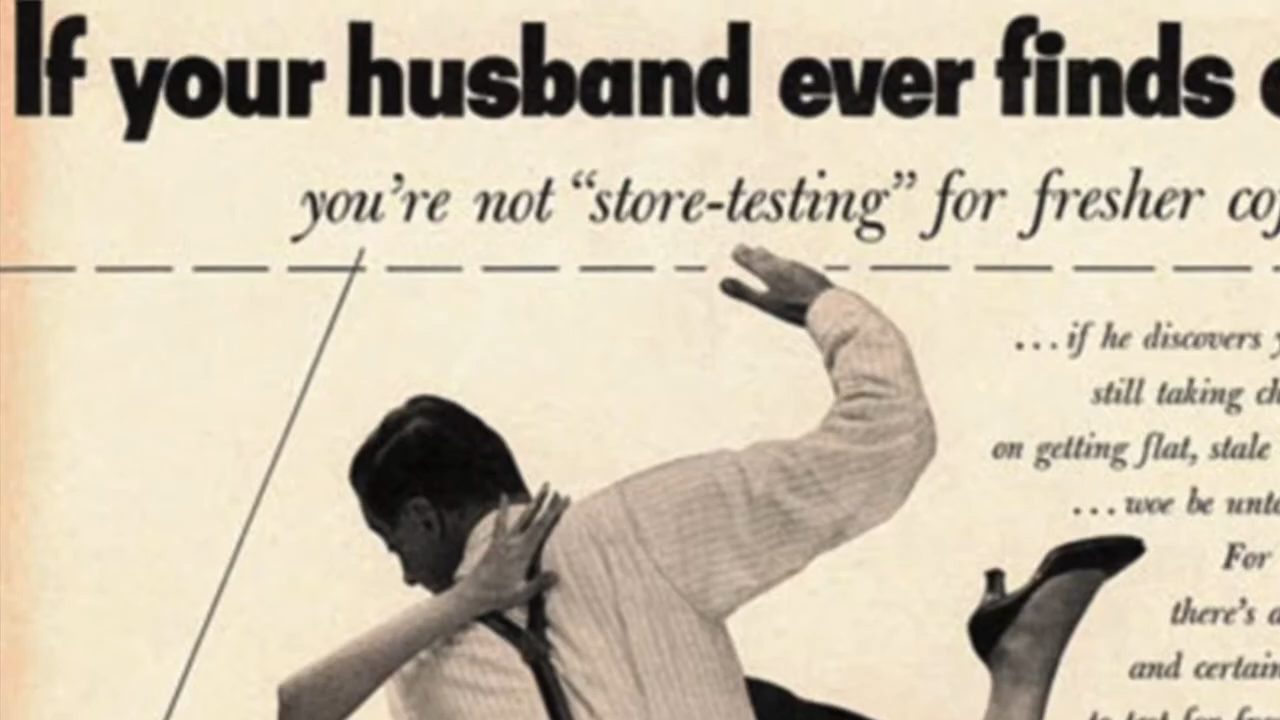 If your husband ever finds
you're not “store-testing” for fresher
...if he discovers
still taking
on getting flat, stale
...woe be
For
there's
and certain